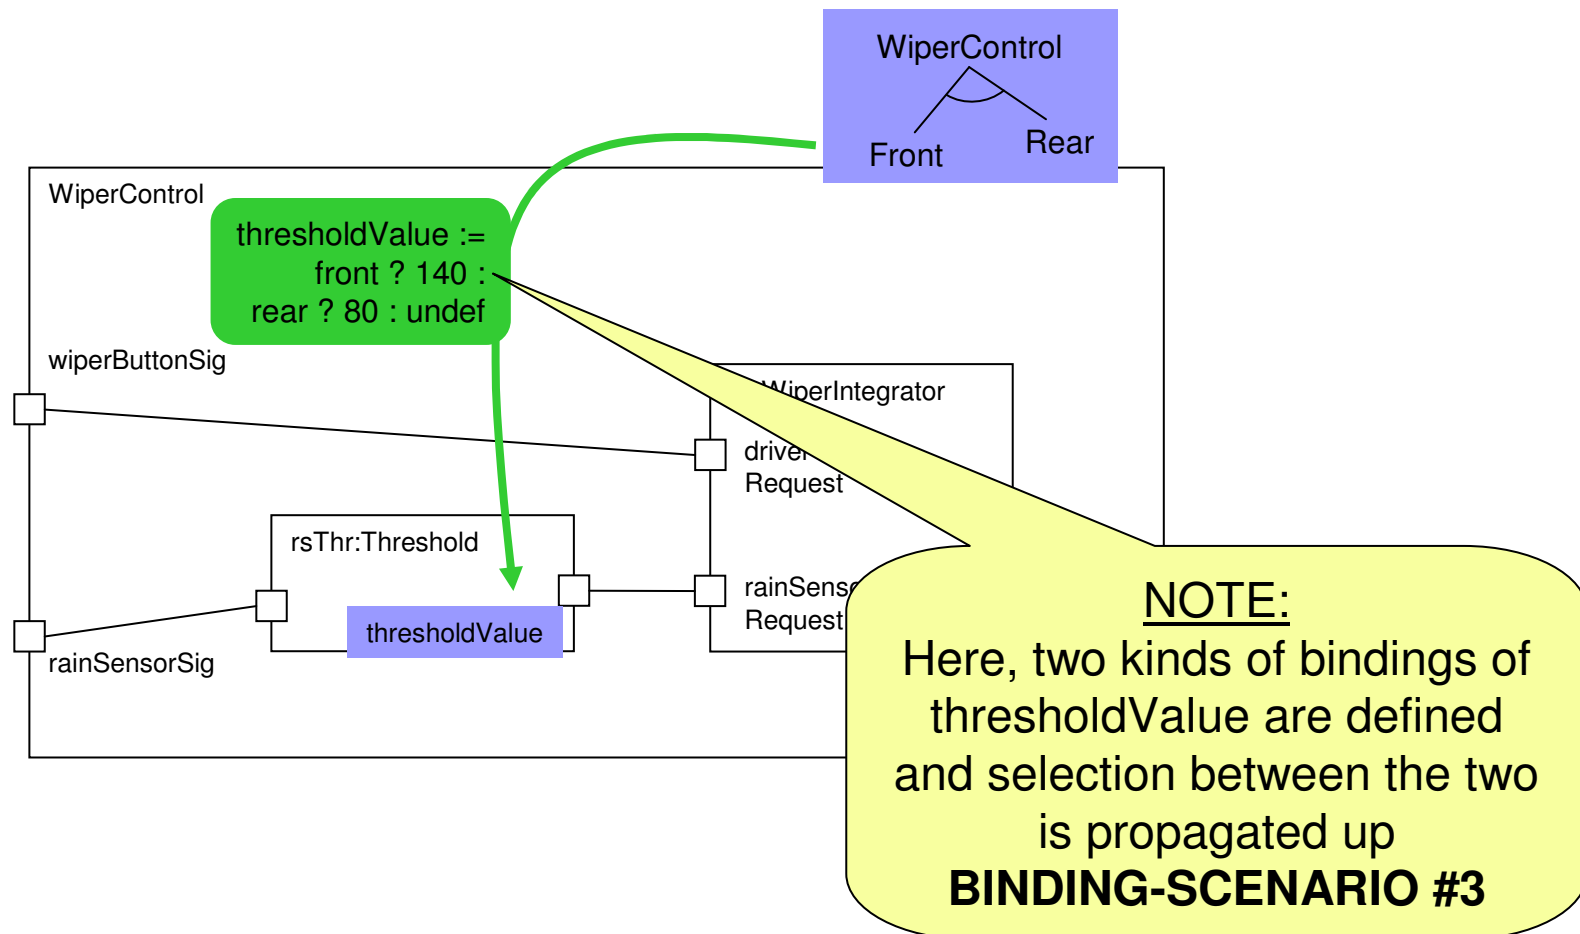 WiperControl
Front
Rear
WiperControl
thresholdValue :=
front ? 140 :
rear ? 80 : undef
wiperButtonSig
WiperIntegrator
driver
Request
rsThr:Threshold
thresholdValue
rainSensorSig
rainSenso
Request
NOTE:
Here, two kinds of bindings of
thresholdValue are defined
and selection between the two
is propagated up
BINDING-SCENARIO #3